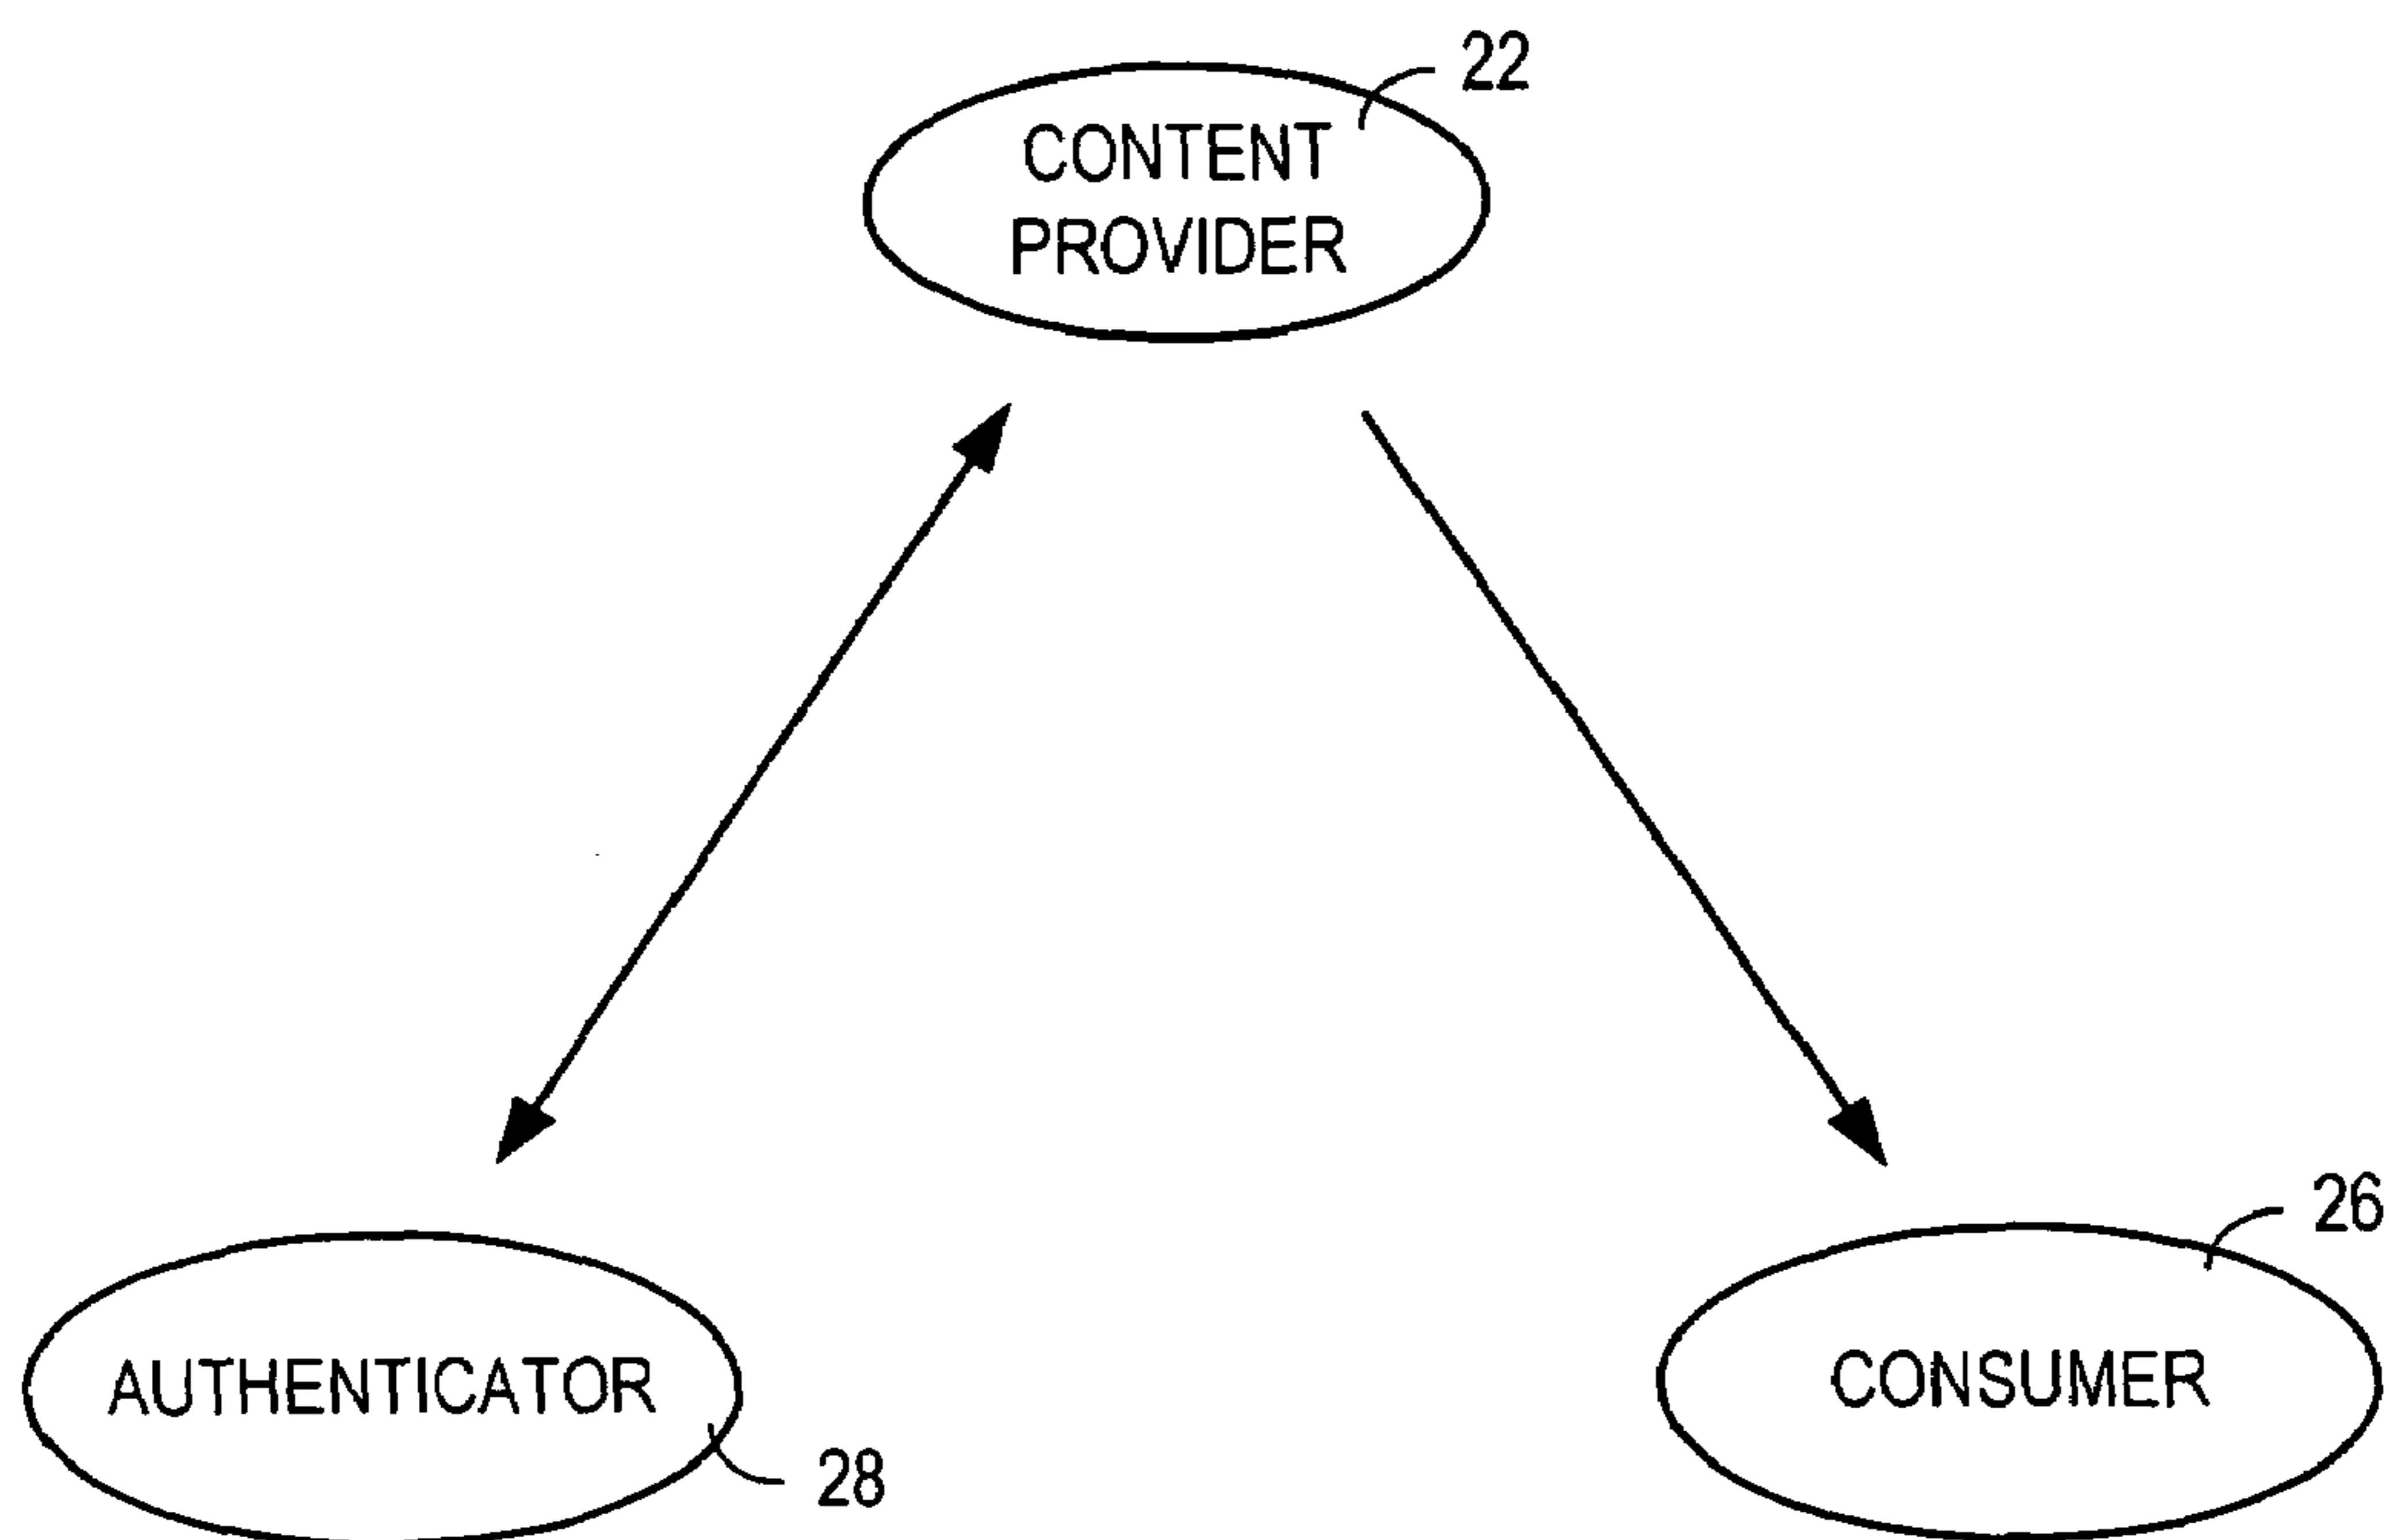 22
CONTENT
PROVIDER
26
AUTHENTICATOR
CONSUMER
28